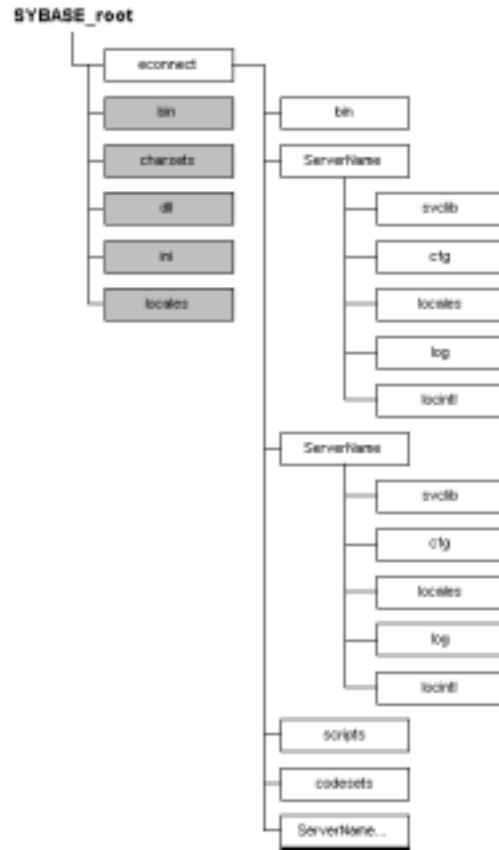 SYBASE_root
econnect
bin
charsets
dll
ini
locales
bin
ServerName
svclib
cfg
locales
log
locintl
ServerName
svclib
cfg
locales
log
locintl
scripts
codesets
ServerName...